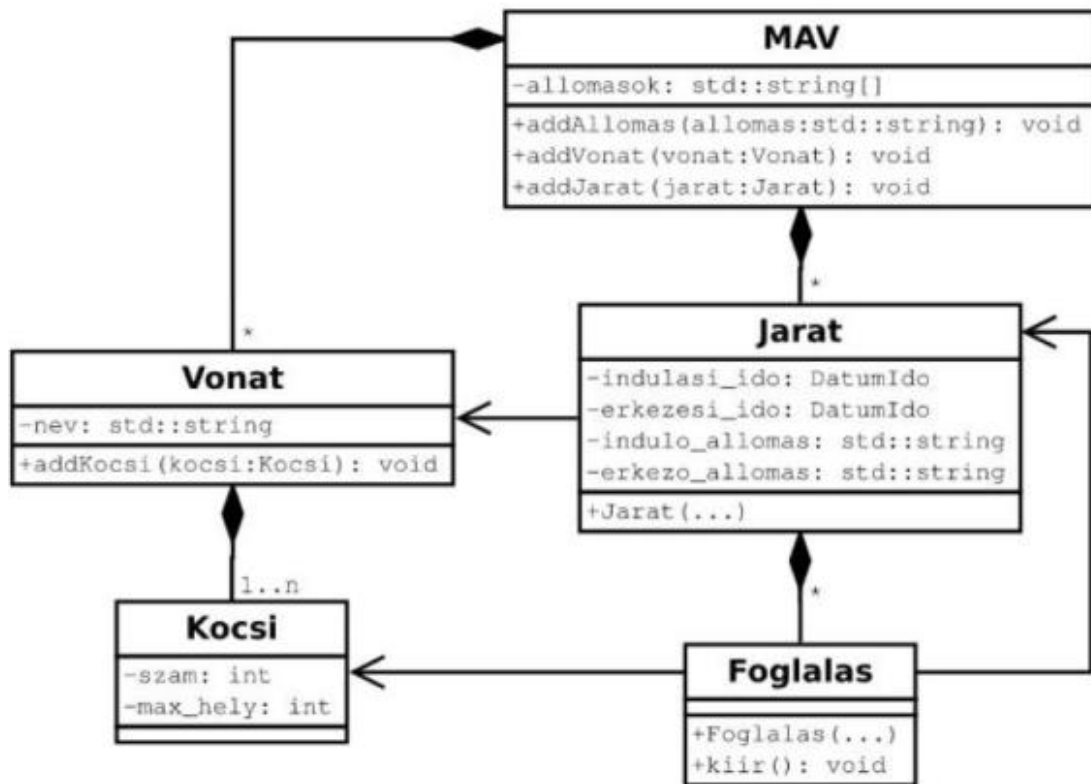 MAV
-allomasok: std::string[]
+addAllomas(allomas:std::string): void
+addVonat(vonat:Vonat): void
+addJarat(jarat:Jarat): void
*
*
Vonat
-nev: std::string
+addKocsi(kocsi:Kocsi): void
Jarat
-indulasi_ido: DatumIdo
-erkezesi_ido: DatumIdo
-indulo_allomas: std::string
-erkezo_allomas: std::string
+Jarat(...)
1..n
*
Kocsi
-szam: int
-max_hely: int
Foglalas
+Foglalas(...)
+kiir(): void